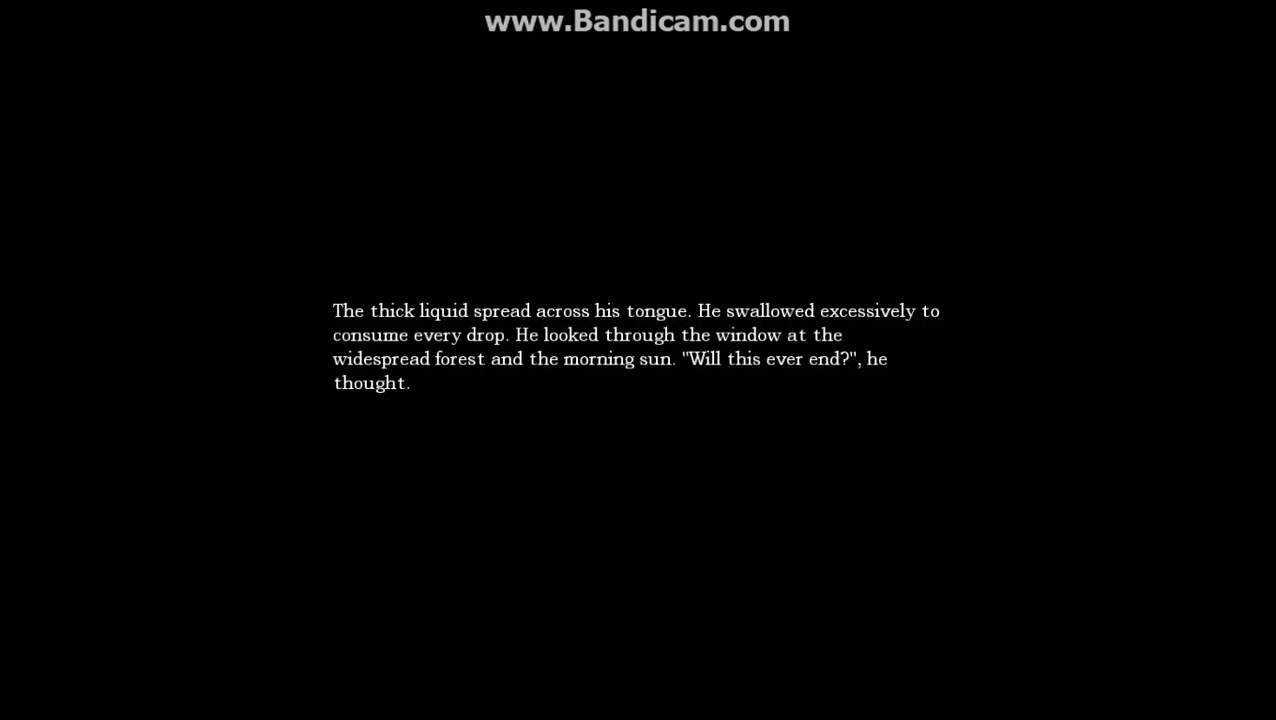 www.Bandicam.com
The thick liquid spread across his tongue. He swallowed excessively to
consume every drop. He looked through the window at the
widespread forest and the morning sun. "Will this ever end?", he
thought.